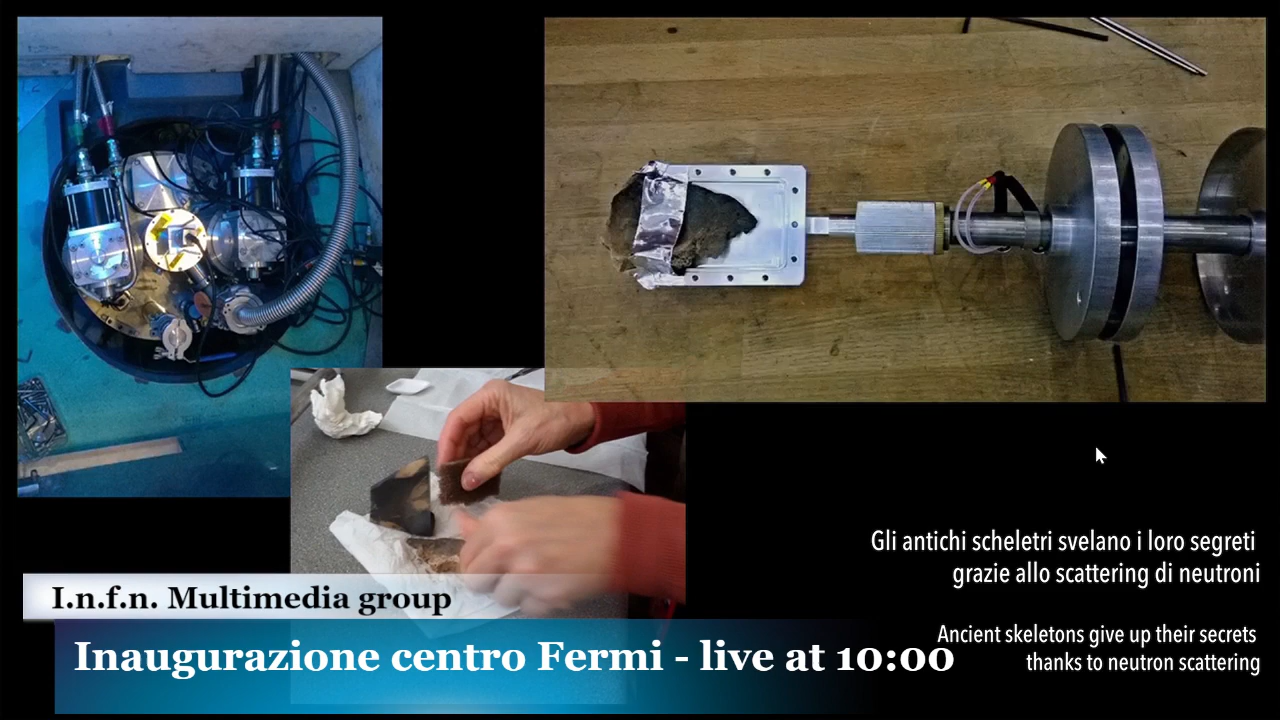 Gli antichi scheletri svelano i loro segreti
grazie allo scattering di neutroni
I.n.f.n. Multimedia group
Ancient skeletons give up their secrets
thanks to neutron scattering
Inaugurazione centro Fermi - live at 10:00